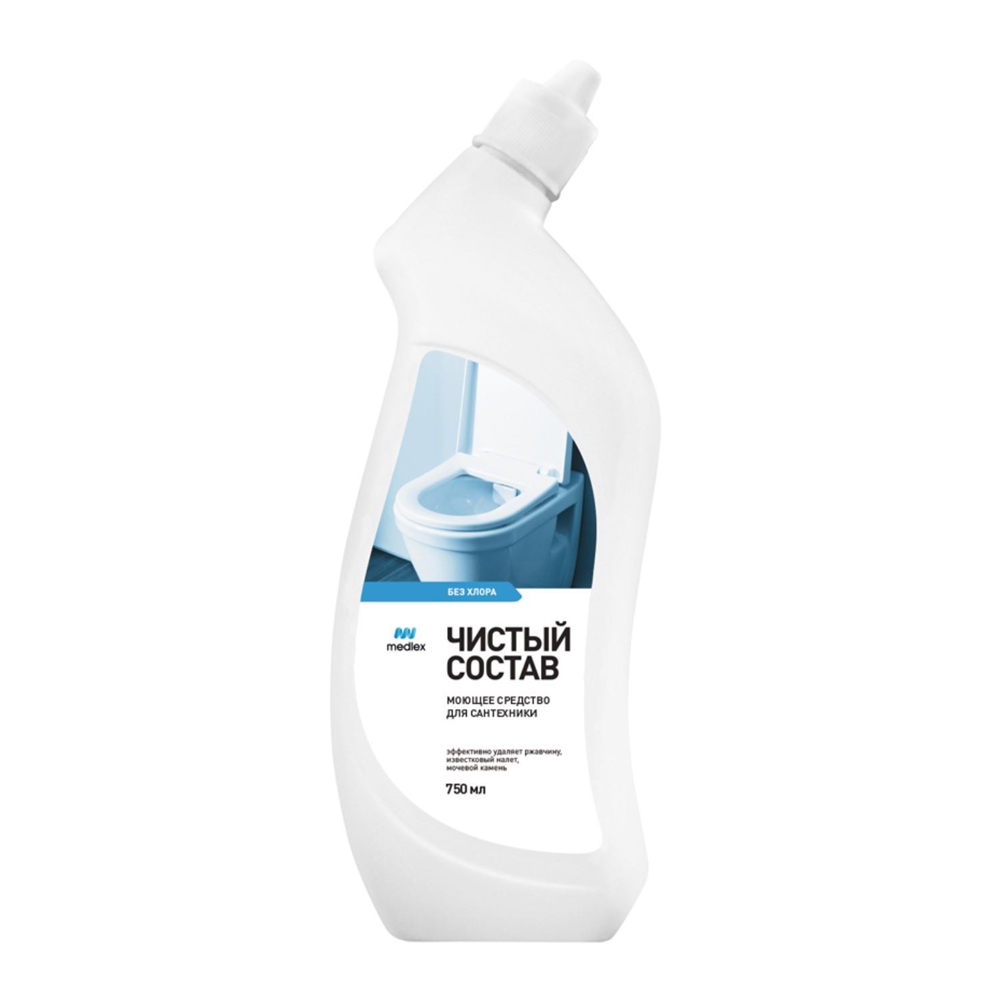 БЕЗ ХЛОРА
medlex
ЧИСТЫЙ
СОСТАВ
МОЮЩЕЕ СРЕДСТВО
ДЛЯ САНТЕХНИКИ
эффективно удаляет ржавчину,
известковый налет,
мочевой камень
750 мл